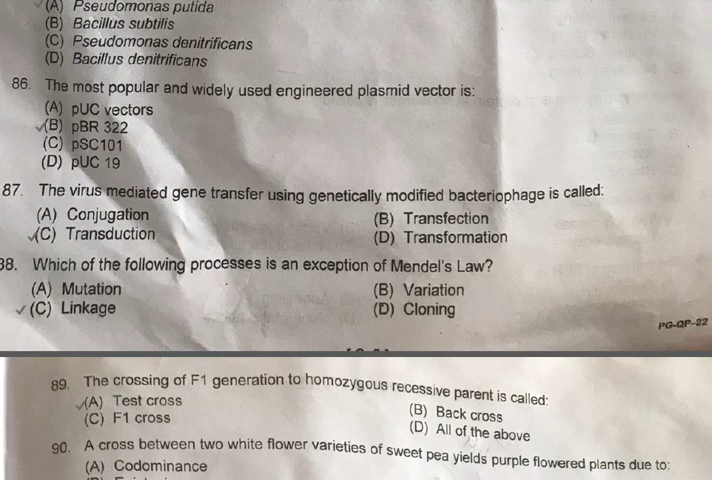 (A) Pseudomonas putida
(B) Bacillus subtilis
(C) Pseudomonas denitrificans
(D) Bacillus denitrificans
86. The most popular and widely used engineered plasmid vector is:
(A) pUC vectors
(B) pBR 322
(C) pSC101
(D) pUC 19
87. The virus mediated gene transfer using genetically modified bacteriophage is called:
(A) Conjugation (B) Transfection
(C) Transduction (D) Transformation
38. Which of the following processes is an exception of Mendel's Law?
(A) Mutation (B) Variation
(C) Linkage (D) Cloning
PG-QP-22
89. The crossing of F1 generation to homozygous recessive parent is called:
(A) Test cross (B) Back cross
(C) F1 cross (D) All of the above
90. A cross between two white flower varieties of sweet pea yields purple flowered plants due to:
(A) Codominance